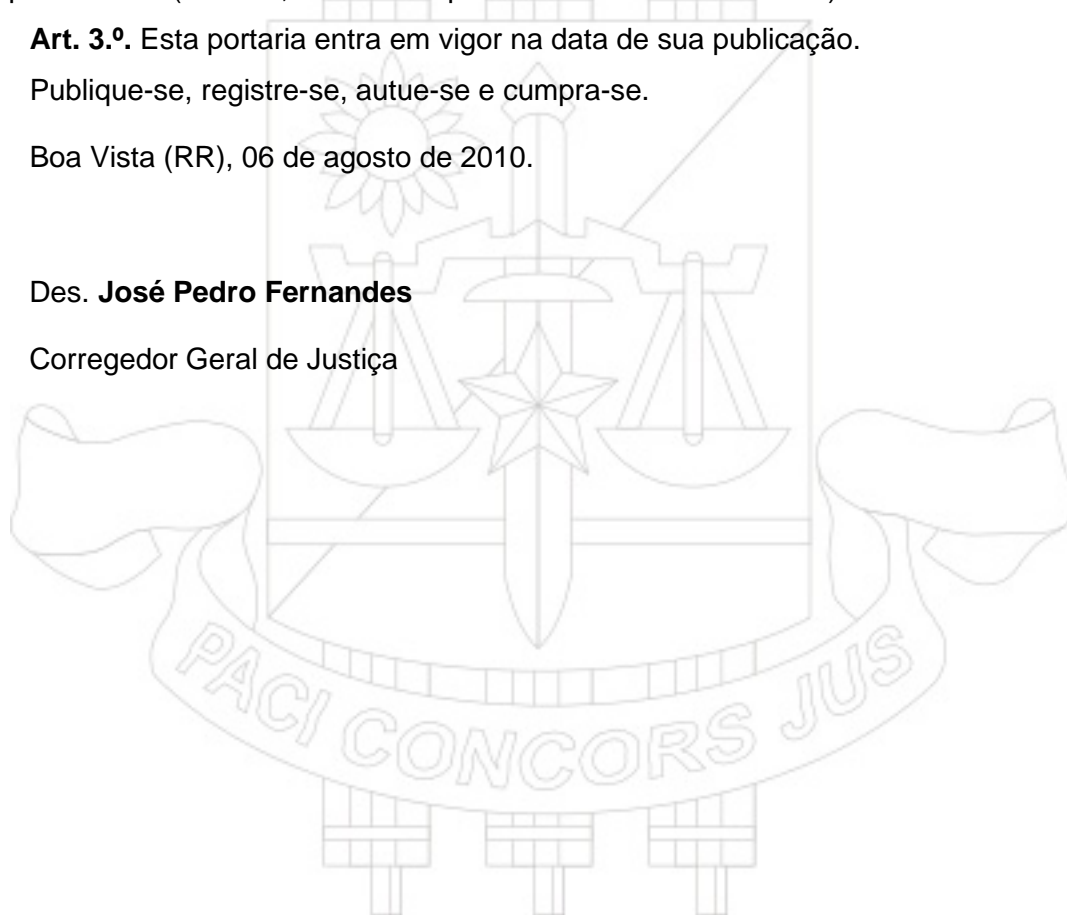 Art. 3.º. Esta portaria entra em vigor na data de sua publicação.
Publique-se, registre-se, autue-se e cumpra-se.
Boa Vista (RR), 06 de agosto de 2010.
Des. José Pedro Fernandes
Corregedor Geral de Justiça
PACI CONCORS JUS